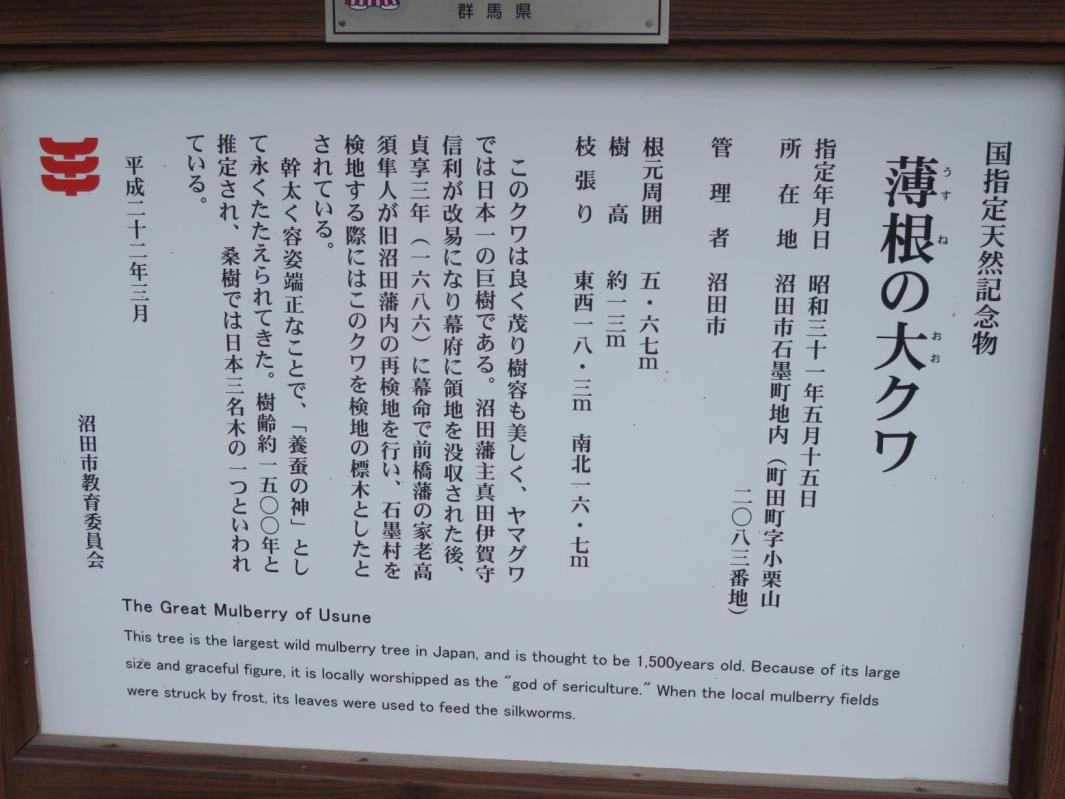 群馬県
国指定天然記念物
薄根の大クワ
うすね
おお
指定年月日 昭和三十一年五月十五日
所在地 沼田市石墨町地内（町田町字小栗山
二〇八三番地）
管理者 沼田市
根元周囲 五・六七m
樹高 約一三m
枝張り 東西一八・三m 南北一六・七m
このクワは良く茂り樹容も美しく、ヤマグワ
では日本一の巨樹である。沼田藩主真田伊賀守
信利が改易になり幕府に領地を没収された後、
貞享三年（一六八六）に幕命で前橋藩の家老高
須隼人が旧沼田藩内の再検地を行い、石墨村を
検地する際にはこのクワを検地の標木としたと
されている。
幹太く容姿端正なことで、「養蚕の神」とし
て永くたたえられてきた。樹齢約一五〇〇年と
推定され、桑樹では日本三名木の一つといわれ
ている。
平成二十二年三月
沼田市教育委員会
The Great Mulberry of Usune
This tree is the largest wild mulberry tree in Japan, and is thought to be 1,500years old. Because of its large
size and graceful figure, it is locally worshipped as the "god of sericulture." When the local mulberry fields
were struck by frost, its leaves were used to feed the silkworms.